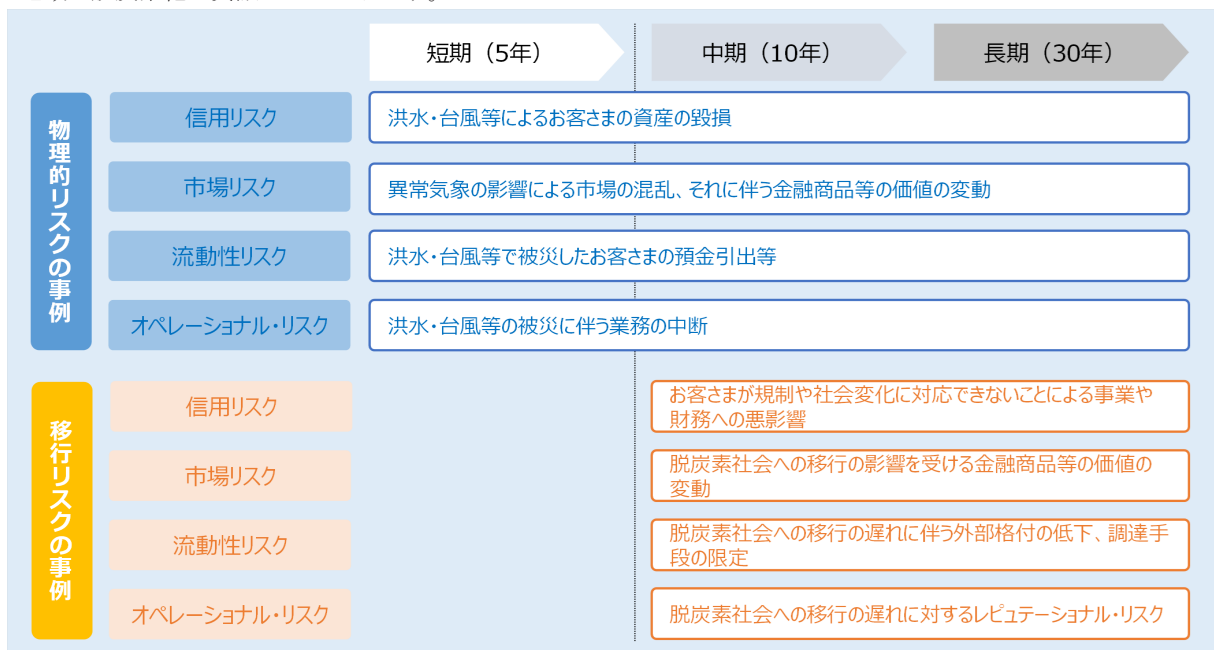 短期（5年）
中期（10年）
長期（30年）
物理的リスクの事例
信用リスク
洪水・台風等によるお客さまの資産の毀損
市場リスク
異常気象の影響による市場の混乱、それに伴う金融商品等の価値の変動
流動性リスク
洪水・台風等で被災したお客さまの預金引出等
オペレーショナル・リスク
洪水・台風等の被災に伴う業務の中断
移行リスクの事例
信用リスク
お客さまが規制や社会変化に対応できないことによる事業や
財務への悪影響
市場リスク
脱炭素社会への移行の影響を受ける金融商品等の価値の
変動
流動性リスク
脱炭素社会への移行の遅れに伴う外部格付の低下、調達手
段の限定
オペレーショナル・リスク
脱炭素社会への移行の遅れに対するレピュテーショナル・リスク